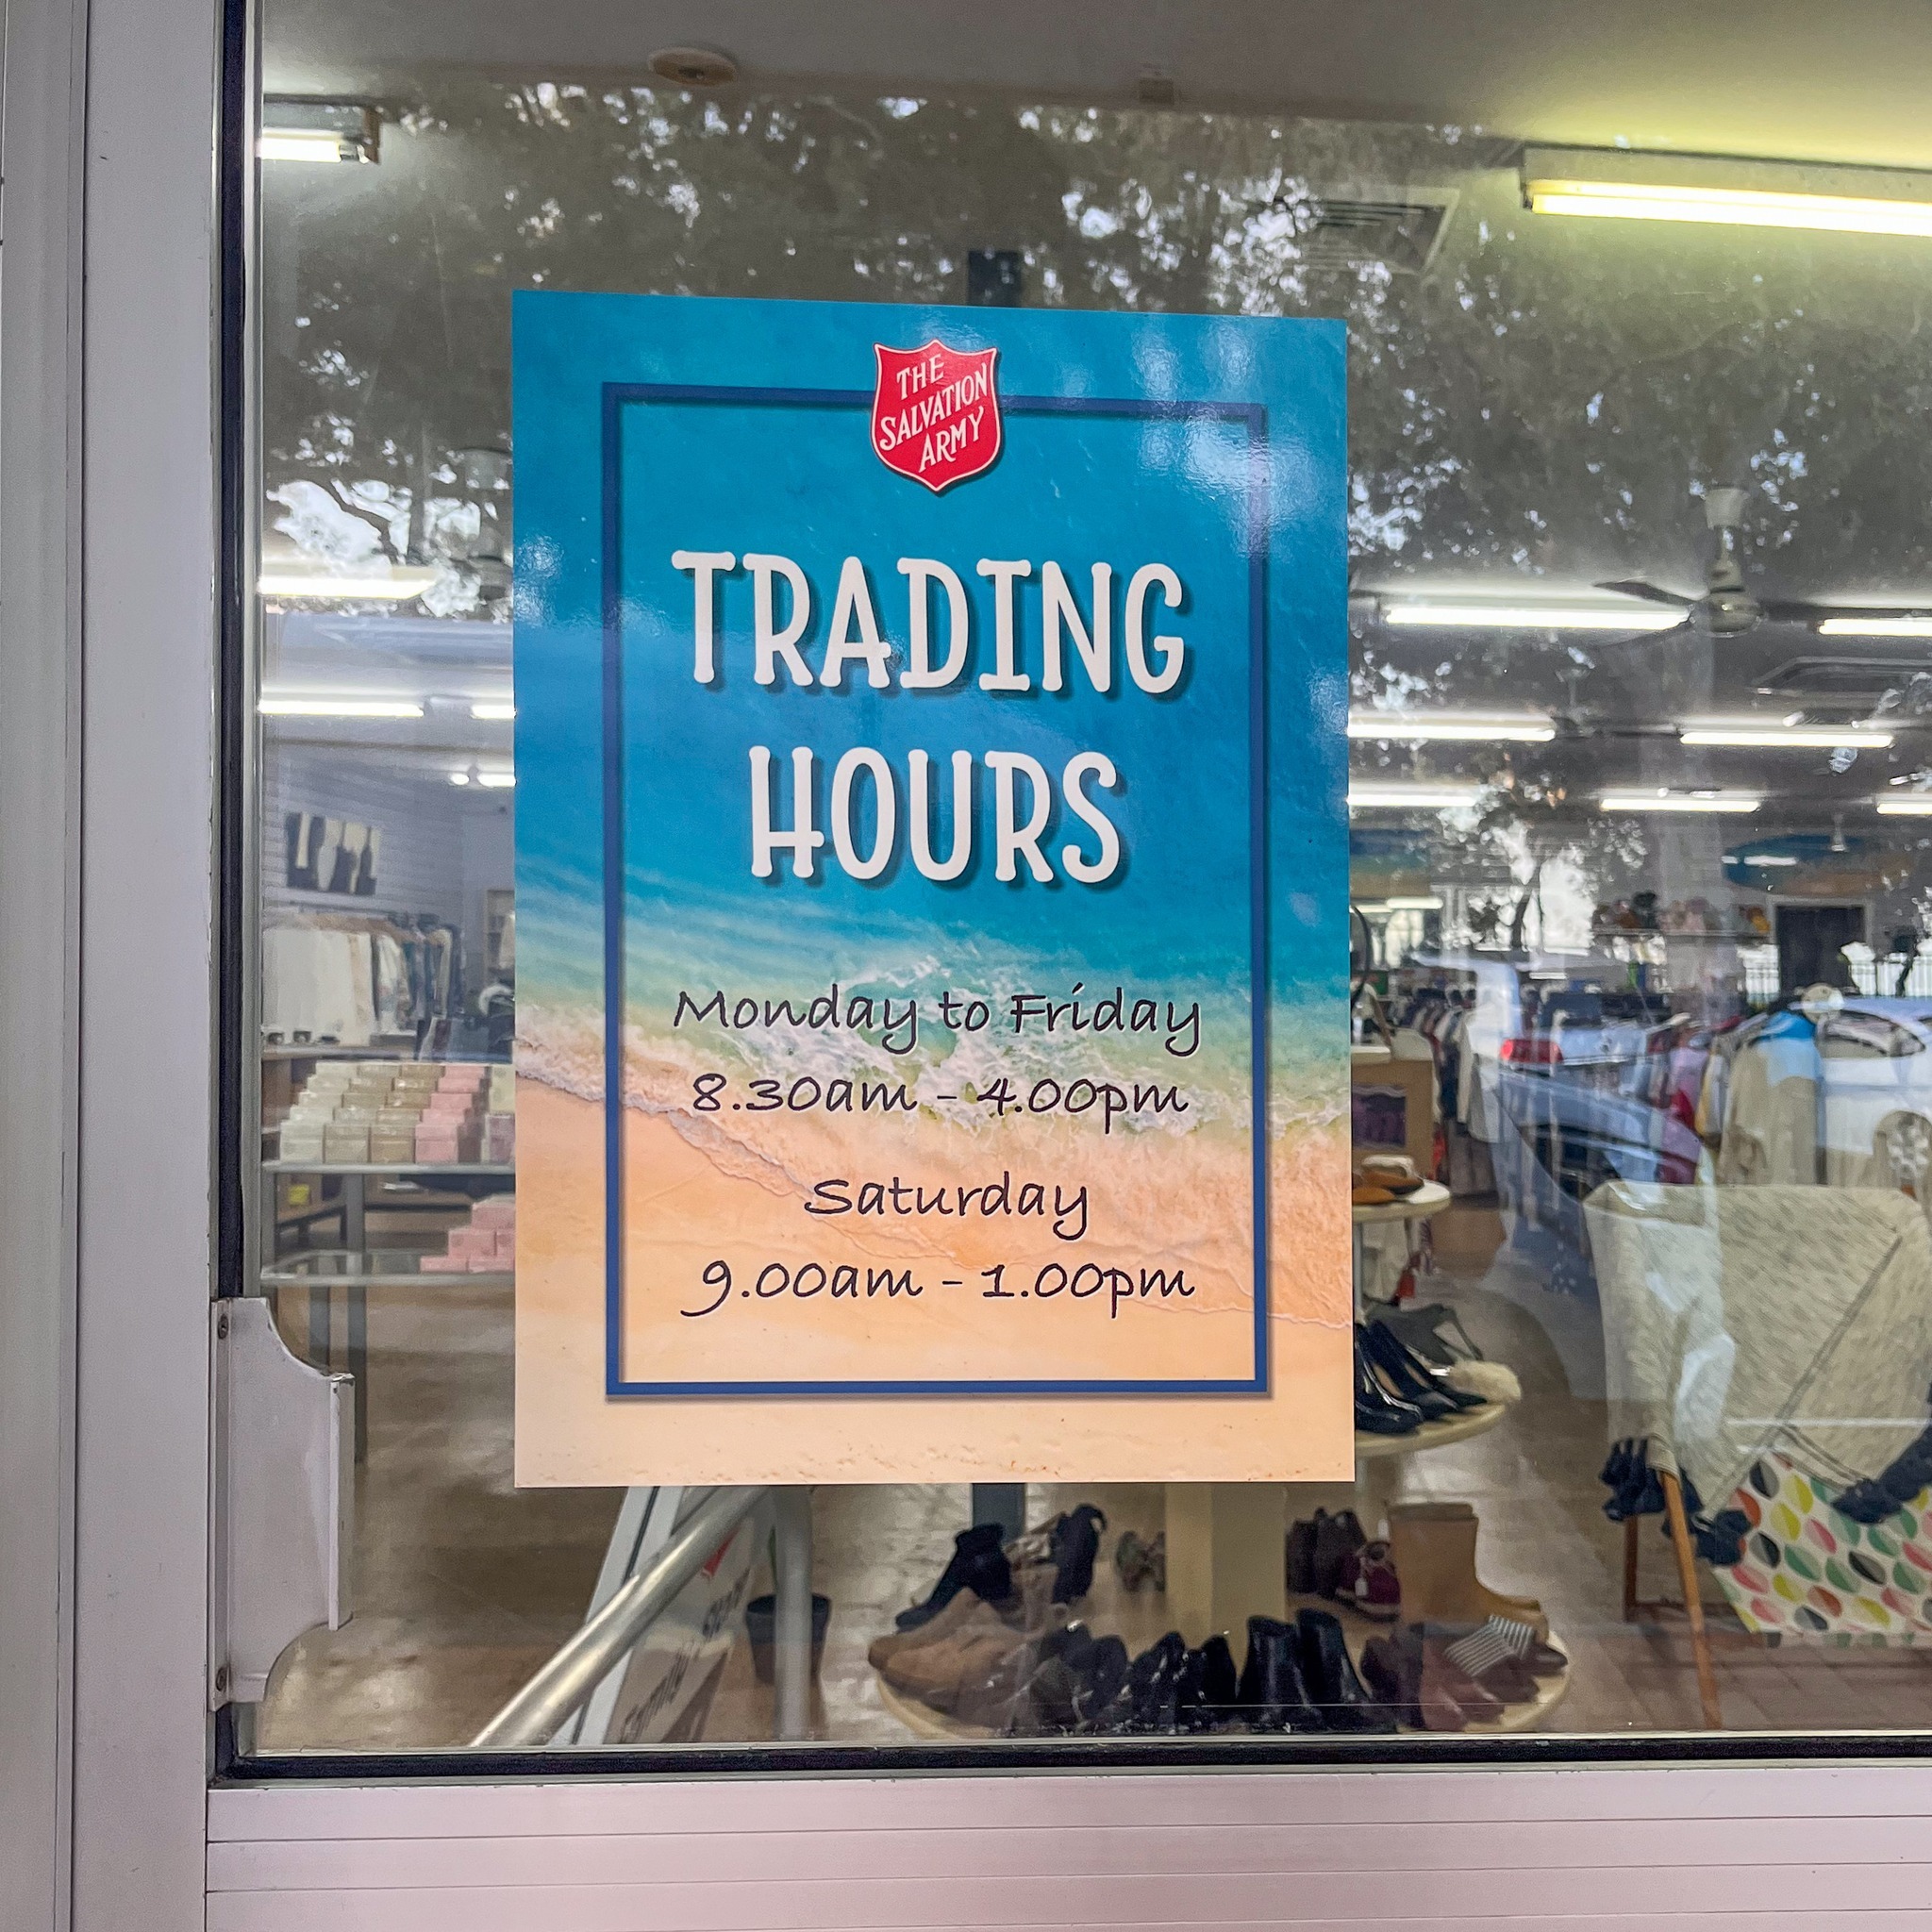 THE
SALVATION
ARMY
TRADING
HOURS
Monday to Friday
8.30am - 4.00pm
Saturday
9.00am - 1.00pm